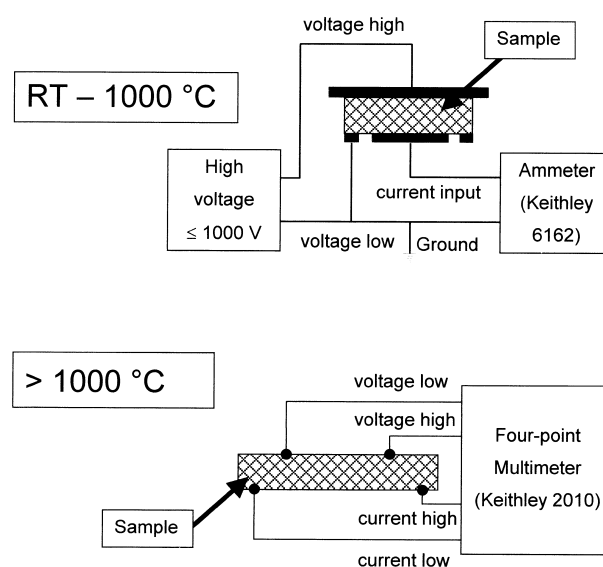 voltage high
Sample
RT – 1000 °C
High
voltage
≤ 1000 V
current input
Ammeter
(Keithley
6162)
voltage low
Ground
> 1000 °C
voltage low
voltage high
Four-point
Multimeter
(Keithley 2010)
Sample
current high
current low